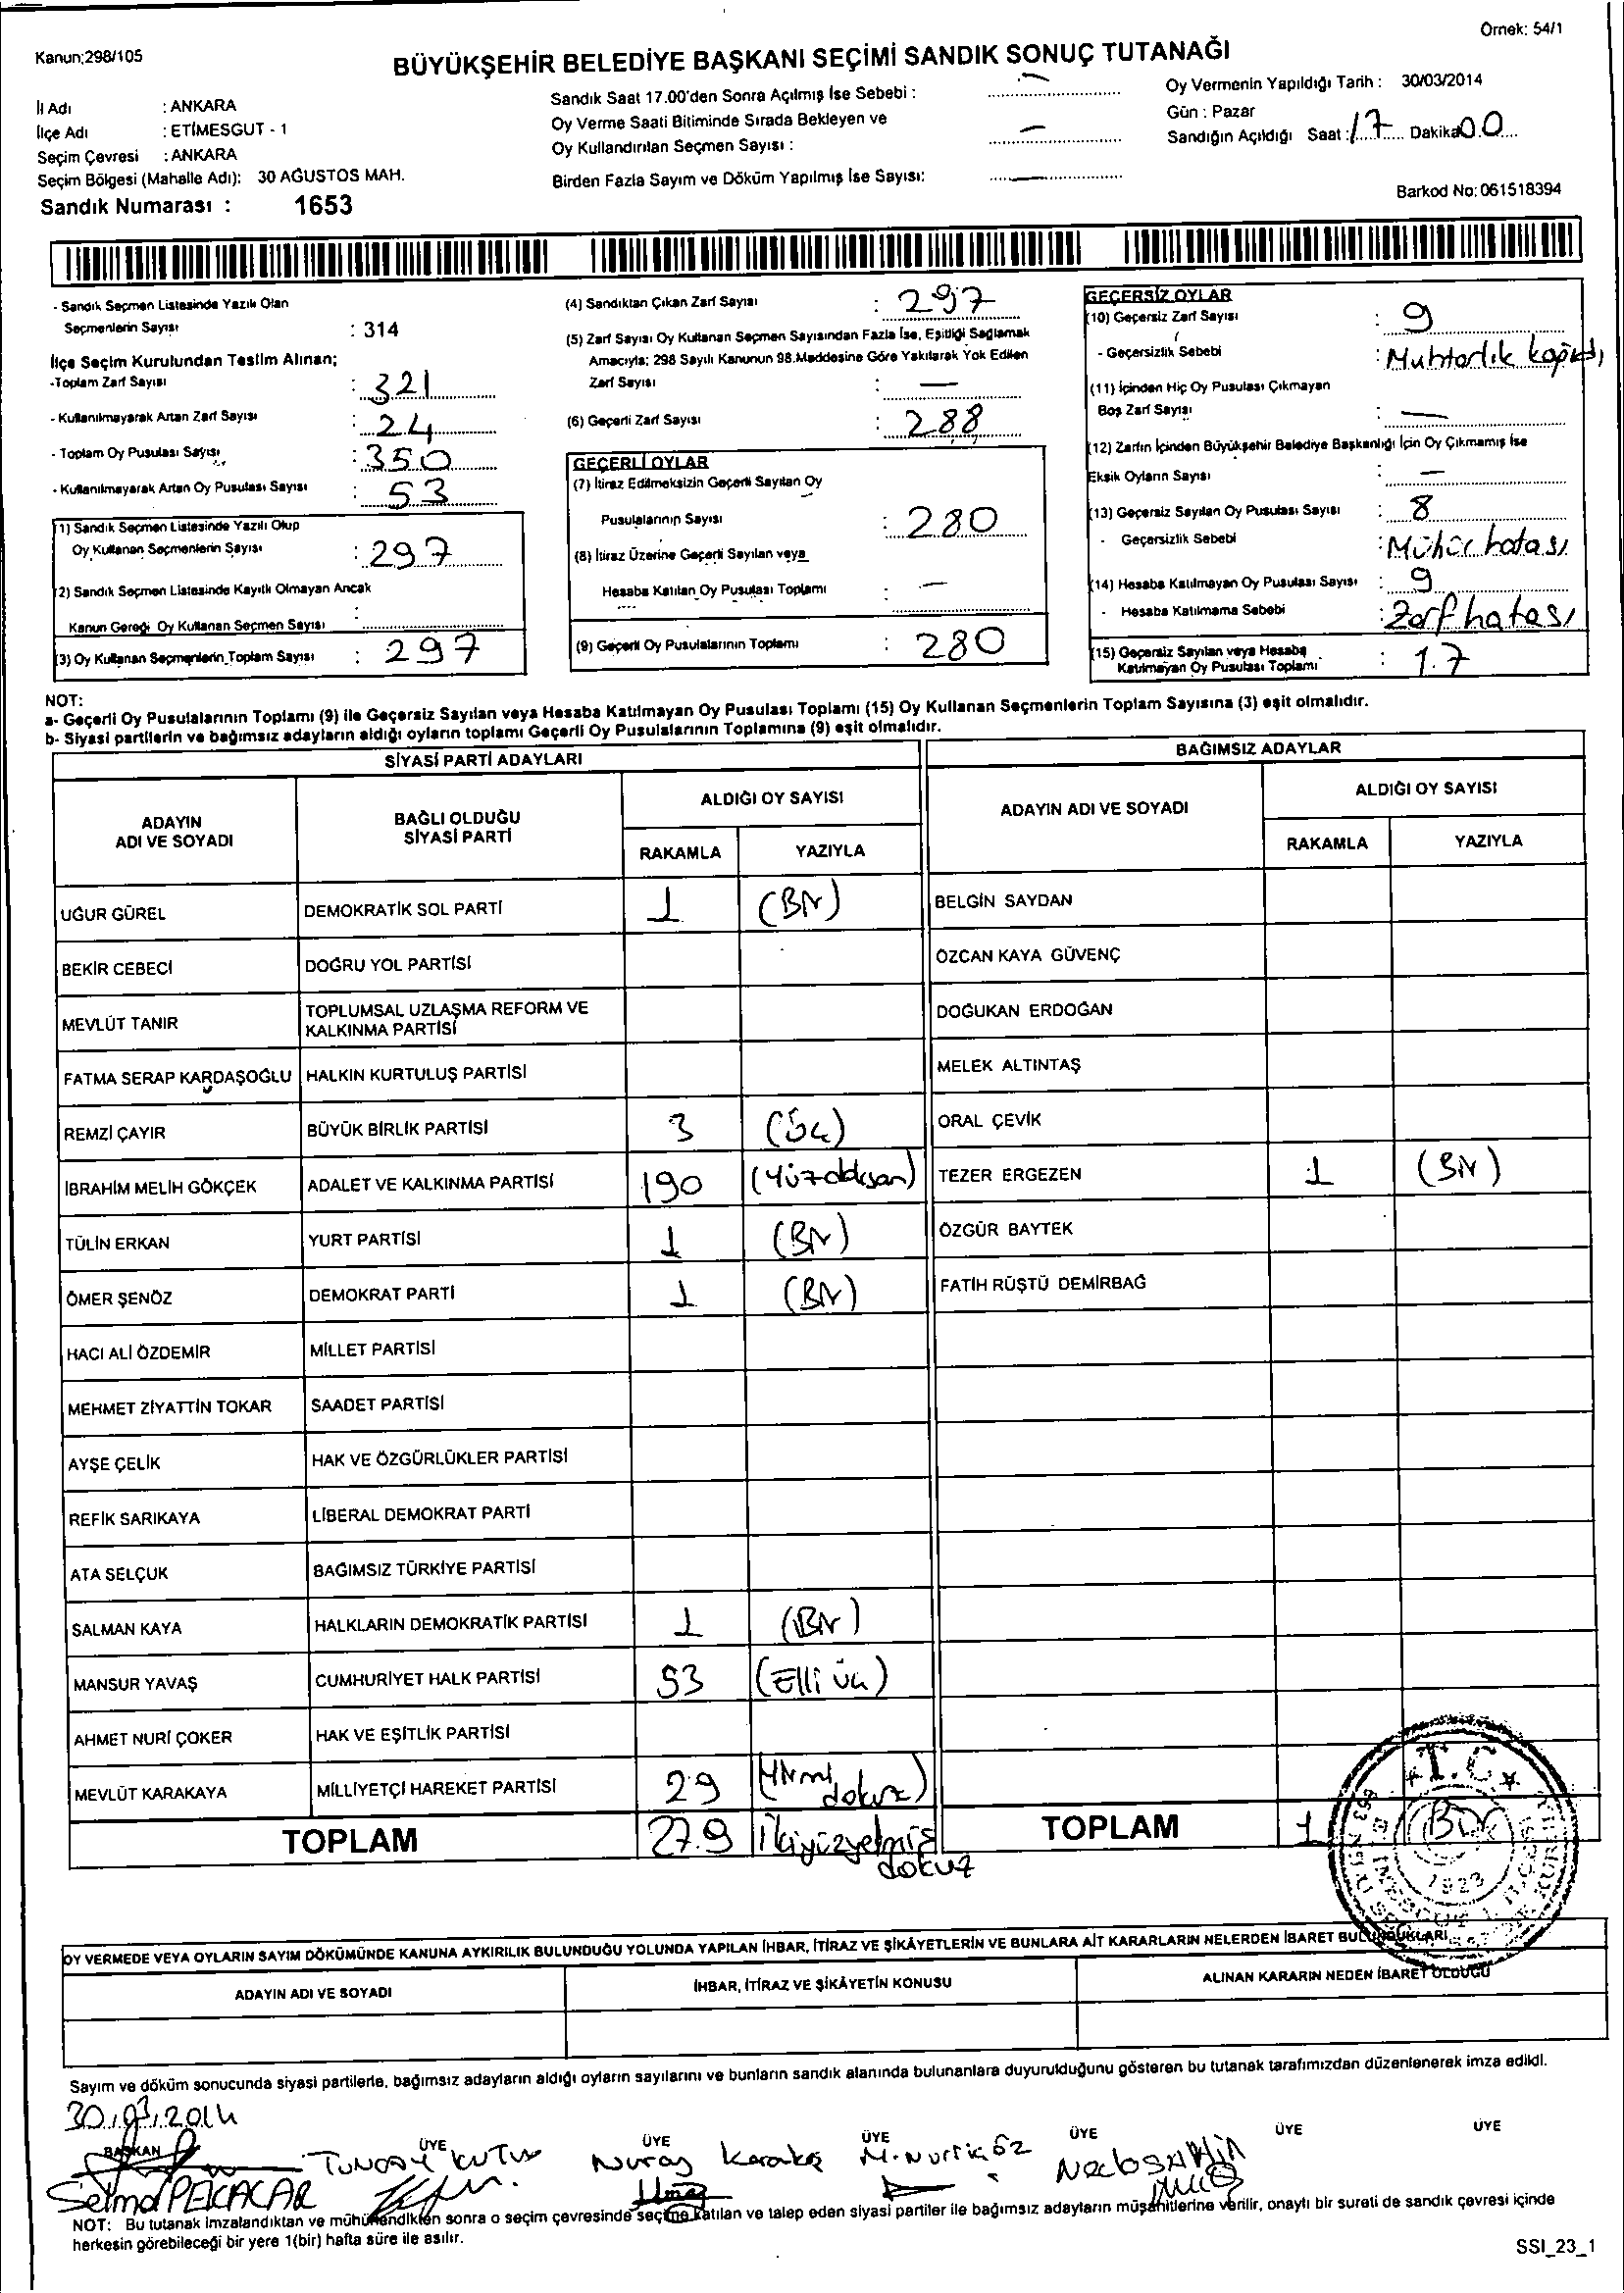 Örnek: 54/1
Kanun:298/105
BÜYÜKŞEHİR BELEDİYE BAŞKANI SEÇİMİ SANDIK SONUÇ TUTANAĞI
İl Adı : ANKARA
İlçe Adı : ETİMESGUT - 1
Seçim Çevresi : ANKARA
Seçim Bölgesi (Mahalle Adı): 30 AĞUSTOS MAH.
Sandık Numarası : 1653
Sandık Saat 17.00'den Sonra Açılmış İse Sebebi : —
Oy Verme Saati Bitiminde Sırada Bekleyen ve
Oy Kullandırılan Seçmen Sayısı : —
Birden Fazla Sayım ve Döküm Yapılmış İse Sayısı: —
Oy Vermenin Yapıldığı Tarih : 30/03/2014
Gün : Pazar
Sandığın Açıldığı Saat : 17 Dakika 00
Barkod No: 061518394
- Sandık Seçmen Listesinde Yazılı Olan
Seçmenlerin Sayısı : 314
İlçe Seçim Kurulundan Teslim Alınan;
-Toplam Zarf Sayısı : 321
- Kullanılmayarak Artan Zarf Sayısı : 24
- Toplam Oy Pusulası Sayısı : 350
- Kullanılmayarak Artan Oy Pusulası Sayısı : 53
(1) Sandık Seçmen Listesinde Yazılı Olup
Oy Kullanan Seçmenlerin Sayısı : 297
(2) Sandık Seçmen Listesinde Kayıtlı Olmayan Ancak
Kanun Gereği Oy Kullanan Seçmen Sayısı :
(3) Oy Kullanan Seçmenlerin Toplam Sayısı : 297
(4) Sandıktan Çıkan Zarf Sayısı : 297
(5) Zarf Sayısı Oy Kullanan Seçmen Sayısından Fazla İse, Eşitliği Sağlamak
Amacıyla; 298 Sayılı Kanunun 98.Maddesine Göre Yakılarak Yok Edilen
Zarf Sayısı : —
(6) Geçerli Zarf Sayısı : 288
GEÇERLİ OYLAR
(7) İtiraz Edilmeksizin Geçerli Sayılan Oy
Pusulalarının Sayısı : 280
(8) İtiraz Üzerine Geçerli Sayılan veya
Hesaba Katılan Oy Pusulası Toplamı : —
(9) Geçerli Oy Pusulalarının Toplamı : 280
GEÇERSİZ OYLAR
(10) Geçersiz Zarf Sayısı : 9
- Geçersizlik Sebebi : Muhtarlık
(11) İçinden Hiç Oy Pusulası Çıkmayan
Boş Zarf Sayısı : —
(12) Zarfın İçinden Büyükşehir Belediye Başkanlığı İçin Oy Çıkmamış İse
Eksik Oyların Sayısı : —
(13) Geçersiz Sayılan Oy Pusulası Sayısı : 8
- Geçersizlik Sebebi : Mühür hatası
(14) Hesaba Katılmayan Oy Pusulası Sayısı : 9
- Hesaba Katılmama Sebebi : Zarf hatası
(15) Geçersiz Sayılan veya Hesaba
Katılmayan Oy Pusulası Toplamı : 17
NOT:
a- Geçerli Oy Pusulalarının Toplamı (9) ile Geçersiz Sayılan veya Hesaba Katılmayan Oy Pusulası Toplamı (15) Oy Kullanan Seçmenlerin Toplam Sayısına (3) eşit olmalıdır.
b- Siyasi partilerin ve bağımsız adayların aldığı oyların toplamı Geçerli Oy Pusulalarının Toplamına (9) eşit olmalıdır.
SİYASİ PARTİ ADAYLARI
BAĞIMSIZ ADAYLAR
ADAYIN
ADI VE SOYADI
BAĞLI OLDUĞU
SİYASİ PARTİ
ALDIĞI OY SAYISI
RAKAMLA YAZIYLA
ADAYIN ADI VE SOYADI
ALDIĞI OY SAYISI
RAKAMLA YAZIYLA
UĞUR GÜREL DEMOKRATİK SOL PARTİ 1 (Bir) BELGİN SAYDAN
BEKİR CEBECİ DOĞRU YOL PARTİSİ ÖZCAN KAYA GÜVENÇ
MEVLÜT TANIR TOPLUMSAL UZLAŞMA REFORM VE KALKINMA PARTİSİ DOĞUKAN ERDOĞAN
FATMA SERAP KARDAŞOĞLU HALKIN KURTULUŞ PARTİSİ MELEK ALTINTAŞ
REMZİ ÇAYIR BÜYÜK BİRLİK PARTİSİ 3 (Üç) ORAL ÇEVİK
İBRAHİM MELİH GÖKÇEK ADALET VE KALKINMA PARTİSİ 190 (Yüzdoksan) TEZER ERGEZEN 1 (Bir)
TÜLİN ERKAN YURT PARTİSİ 1 (Bir) ÖZGÜR BAYTEK
ÖMER ŞENÖZ DEMOKRAT PARTİ 1 (Bir) FATİH RÜŞTÜ DEMİRBAĞ
HACI ALİ ÖZDEMİR MİLLET PARTİSİ
MEHMET ZİYATTİN TOKAR SAADET PARTİSİ
AYŞE ÇELİK HAK VE ÖZGÜRLÜKLER PARTİSİ
REFİK SARIKAYA LİBERAL DEMOKRAT PARTİ
ATA SELÇUK BAĞIMSIZ TÜRKİYE PARTİSİ
SALMAN KAYA HALKLARIN DEMOKRATİK PARTİSİ 1 (Bir)
MANSUR YAVAŞ CUMHURİYET HALK PARTİSİ 53 (Elli üç)
AHMET NURİ ÇOKER HAK VE EŞİTLİK PARTİSİ
MEVLÜT KARAKAYA MİLLİYETÇİ HAREKET PARTİSİ 29 (Yirmi dokuz)
TOPLAM 279 ikiyüzyetmiş dokuz TOPLAM 1 (Bir)
T.C.
1923
OY VERMEDE VEYA OYLARIN SAYIM DÖKÜMÜNDE KANUNA AYKIRILIK BULUNDUĞU YOLUNDA YAPILAN İHBAR, İTİRAZ VE ŞİKÂYETLERİN VE BUNLARA AİT KARARLARIN NELERDEN İBARET BULUNDUKLARI
ADAYIN ADI VE SOYADI İHBAR, İTİRAZ VE ŞİKÂYETİN KONUSU ALINAN KARARIN NEDEN İBARET OLDUĞU
Sayım ve döküm sonucunda siyasi partilerle, bağımsız adayların aldığı oyların sayılarını ve bunların sandık alanında bulunanlara duyurulduğunu gösteren bu tutanak tarafımızdan düzenlenerek imza edildi.
30.03.2014
BAŞKAN ÜYE ÜYE ÜYE ÜYE ÜYE ÜYE
Tuncay KUTLU Nuray Karakoş M.Nuri
Selma
NOT: Bu tutanak imzalandıktan ve mühürlendikten sonra o seçim çevresinde seçime katılan ve talep eden siyasi partiler ile bağımsız adayların müşahitlerine verilir, onaylı bir sureti de sandık çevresi içinde
herkesin görebileceği bir yere 1(bir) hafta süre ile asılır.
SSI_23_1